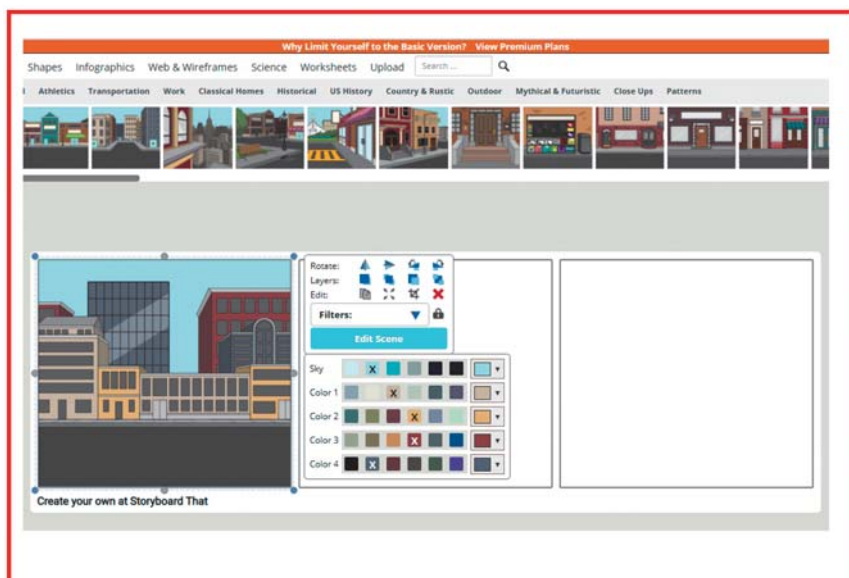 Why Limit Yourself to the Basic Version? View Premium Plans
Shapes Infographics Web & Wireframes Science Worksheets Upload Search ...
Athletics Transportation Work Classical Homes Historical US History Country & Rustic Outdoor Mythical & Futuristic Close Ups Patterns
Rotate:
Layers:
Edit:
Filters:
Edit Scene
Sky X
Color 1 X
Color 2 X
Color 3 X
Color 4 X
Create your own at Storyboard That